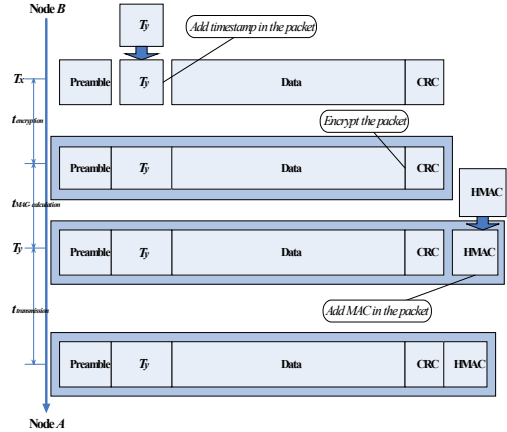 Node B
Ty
Add timestamp in the packet
Tx
Preamble
Ty
Data
CRC
tencryption
Encrypt the packet
Preamble
Ty
Data
CRC
tMAC calculation
HMAC
Ty
Preamble
Ty
Data
CRC
HMAC
Add MAC in the packet
ttransmission
Preamble
Ty
Data
CRC
HMAC
Node A